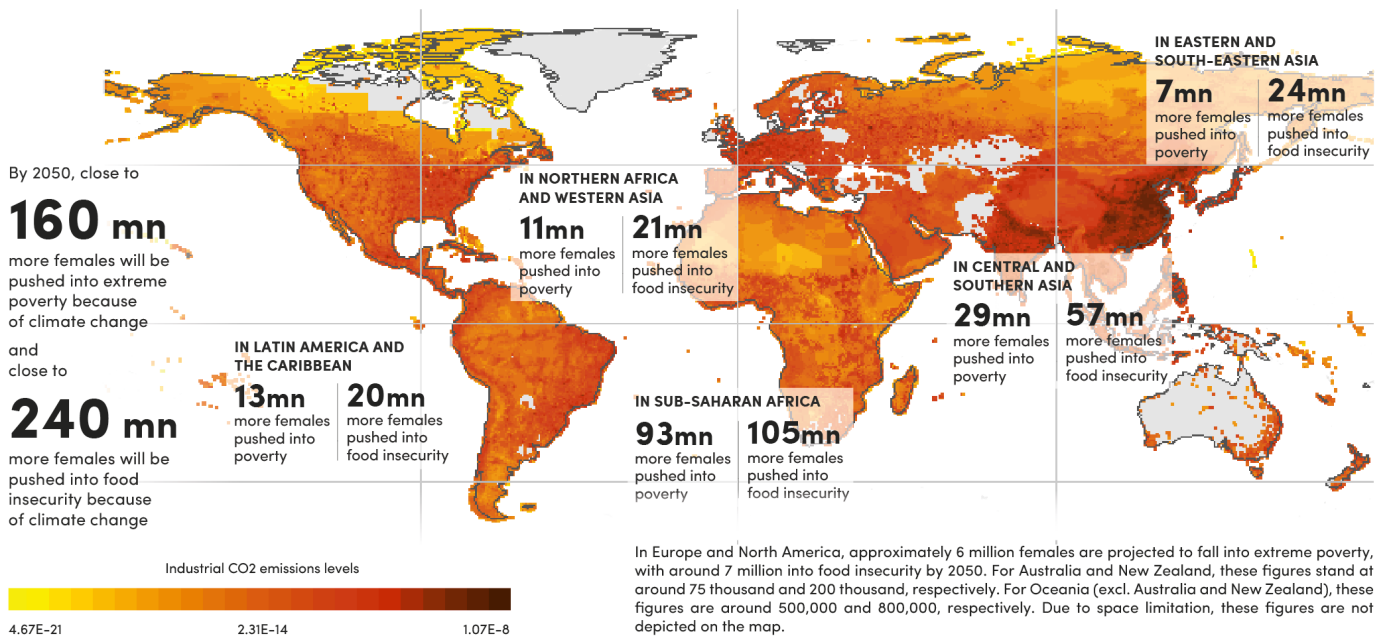 By 2050, close to
160 mn
more females will be
pushed into extreme
poverty because
of climate change
and
close to
240 mn
more females will be
pushed into food
insecurity because
of climate change
IN LATIN AMERICA AND
THE CARIBBEAN
13mn
more females
pushed into
poverty
20mn
more females
pushed into
food insecurity
IN NORTHERN AFRICA
AND WESTERN ASIA
11mn
more females
pushed into
poverty
21mn
more females
pushed into
food insecurity
IN SUB-SAHARAN AFRICA
93mn
more females
pushed into
poverty
105mn
more females
pushed into
food insecurity
IN CENTRAL AND
SOUTHERN ASIA
29mn
more females
pushed into
poverty
57mn
more females
pushed into
food insecurity
IN EASTERN AND
SOUTH-EASTERN ASIA
7mn
more females
pushed into
poverty
24mn
more females
pushed into
food insecurity
Industrial CO2 emissions levels
4.67E-21
2.31E-14
1.07E-8
In Europe and North America, approximately 6 million females are projected to fall into extreme poverty,
with around 7 million into food insecurity by 2050. For Australia and New Zealand, these figures stand at
around 75 thousand and 200 thousand, respectively. For Oceania (excl. Australia and New Zealand), these
figures are around 500,000 and 800,000, respectively. Due to space limitation, these figures are not
depicted on the map.